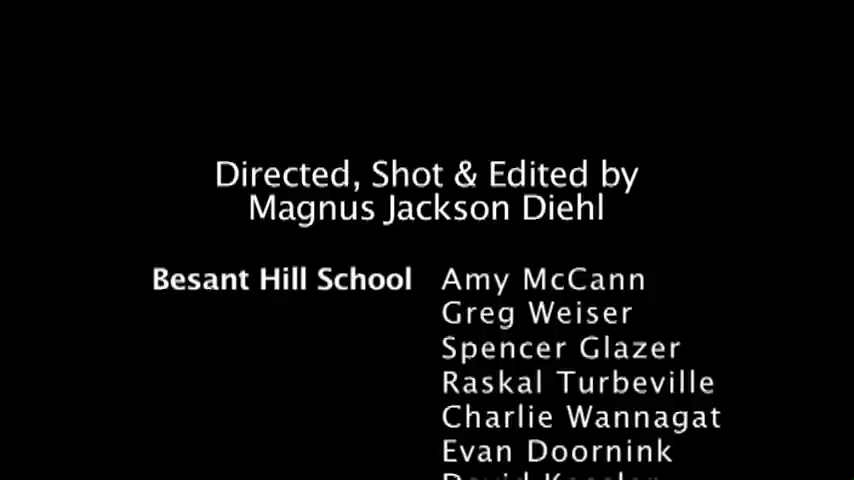 Directed, Shot & Edited by
Magnus Jackson Diehl
Besant Hill School Amy McCann
Greg Weiser
Spencer Glazer
Raskal Turbeville
Charlie Wannagat
Evan Doornink
David